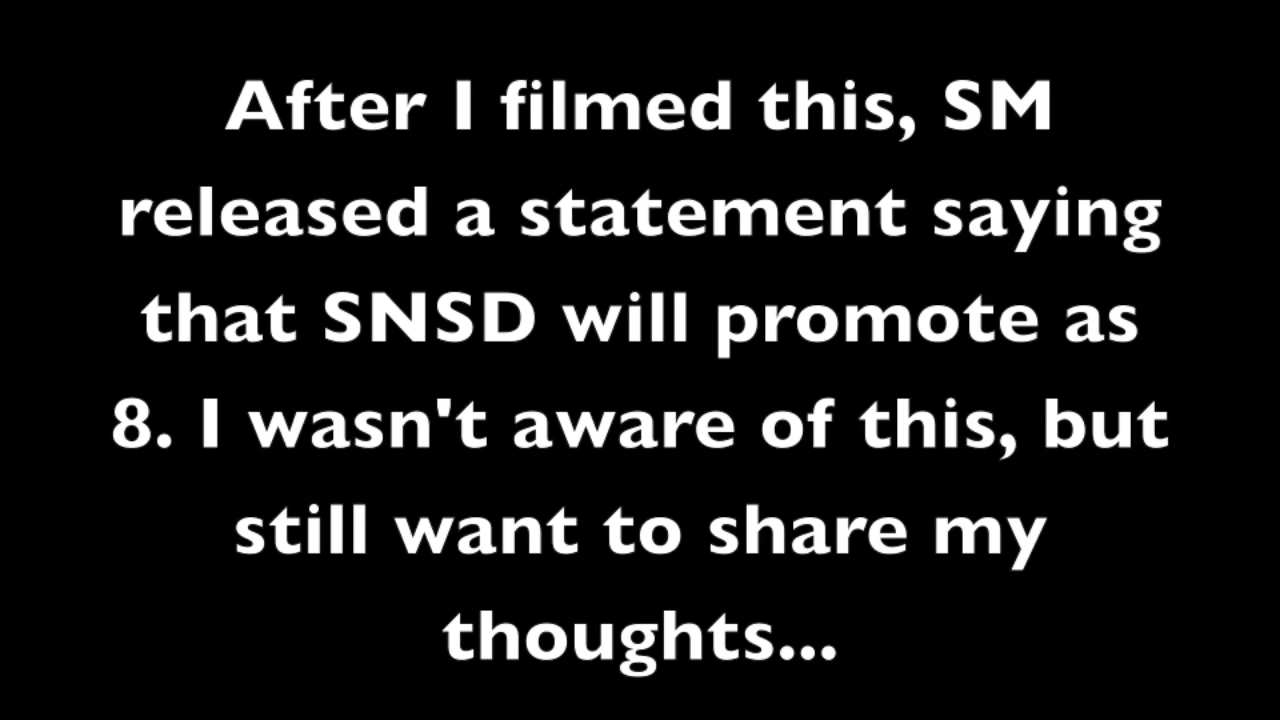 After I filmed this, SM
released a statement saying
that SNSD will promote as
8. I wasn't aware of this, but
still want to share my
thoughts...